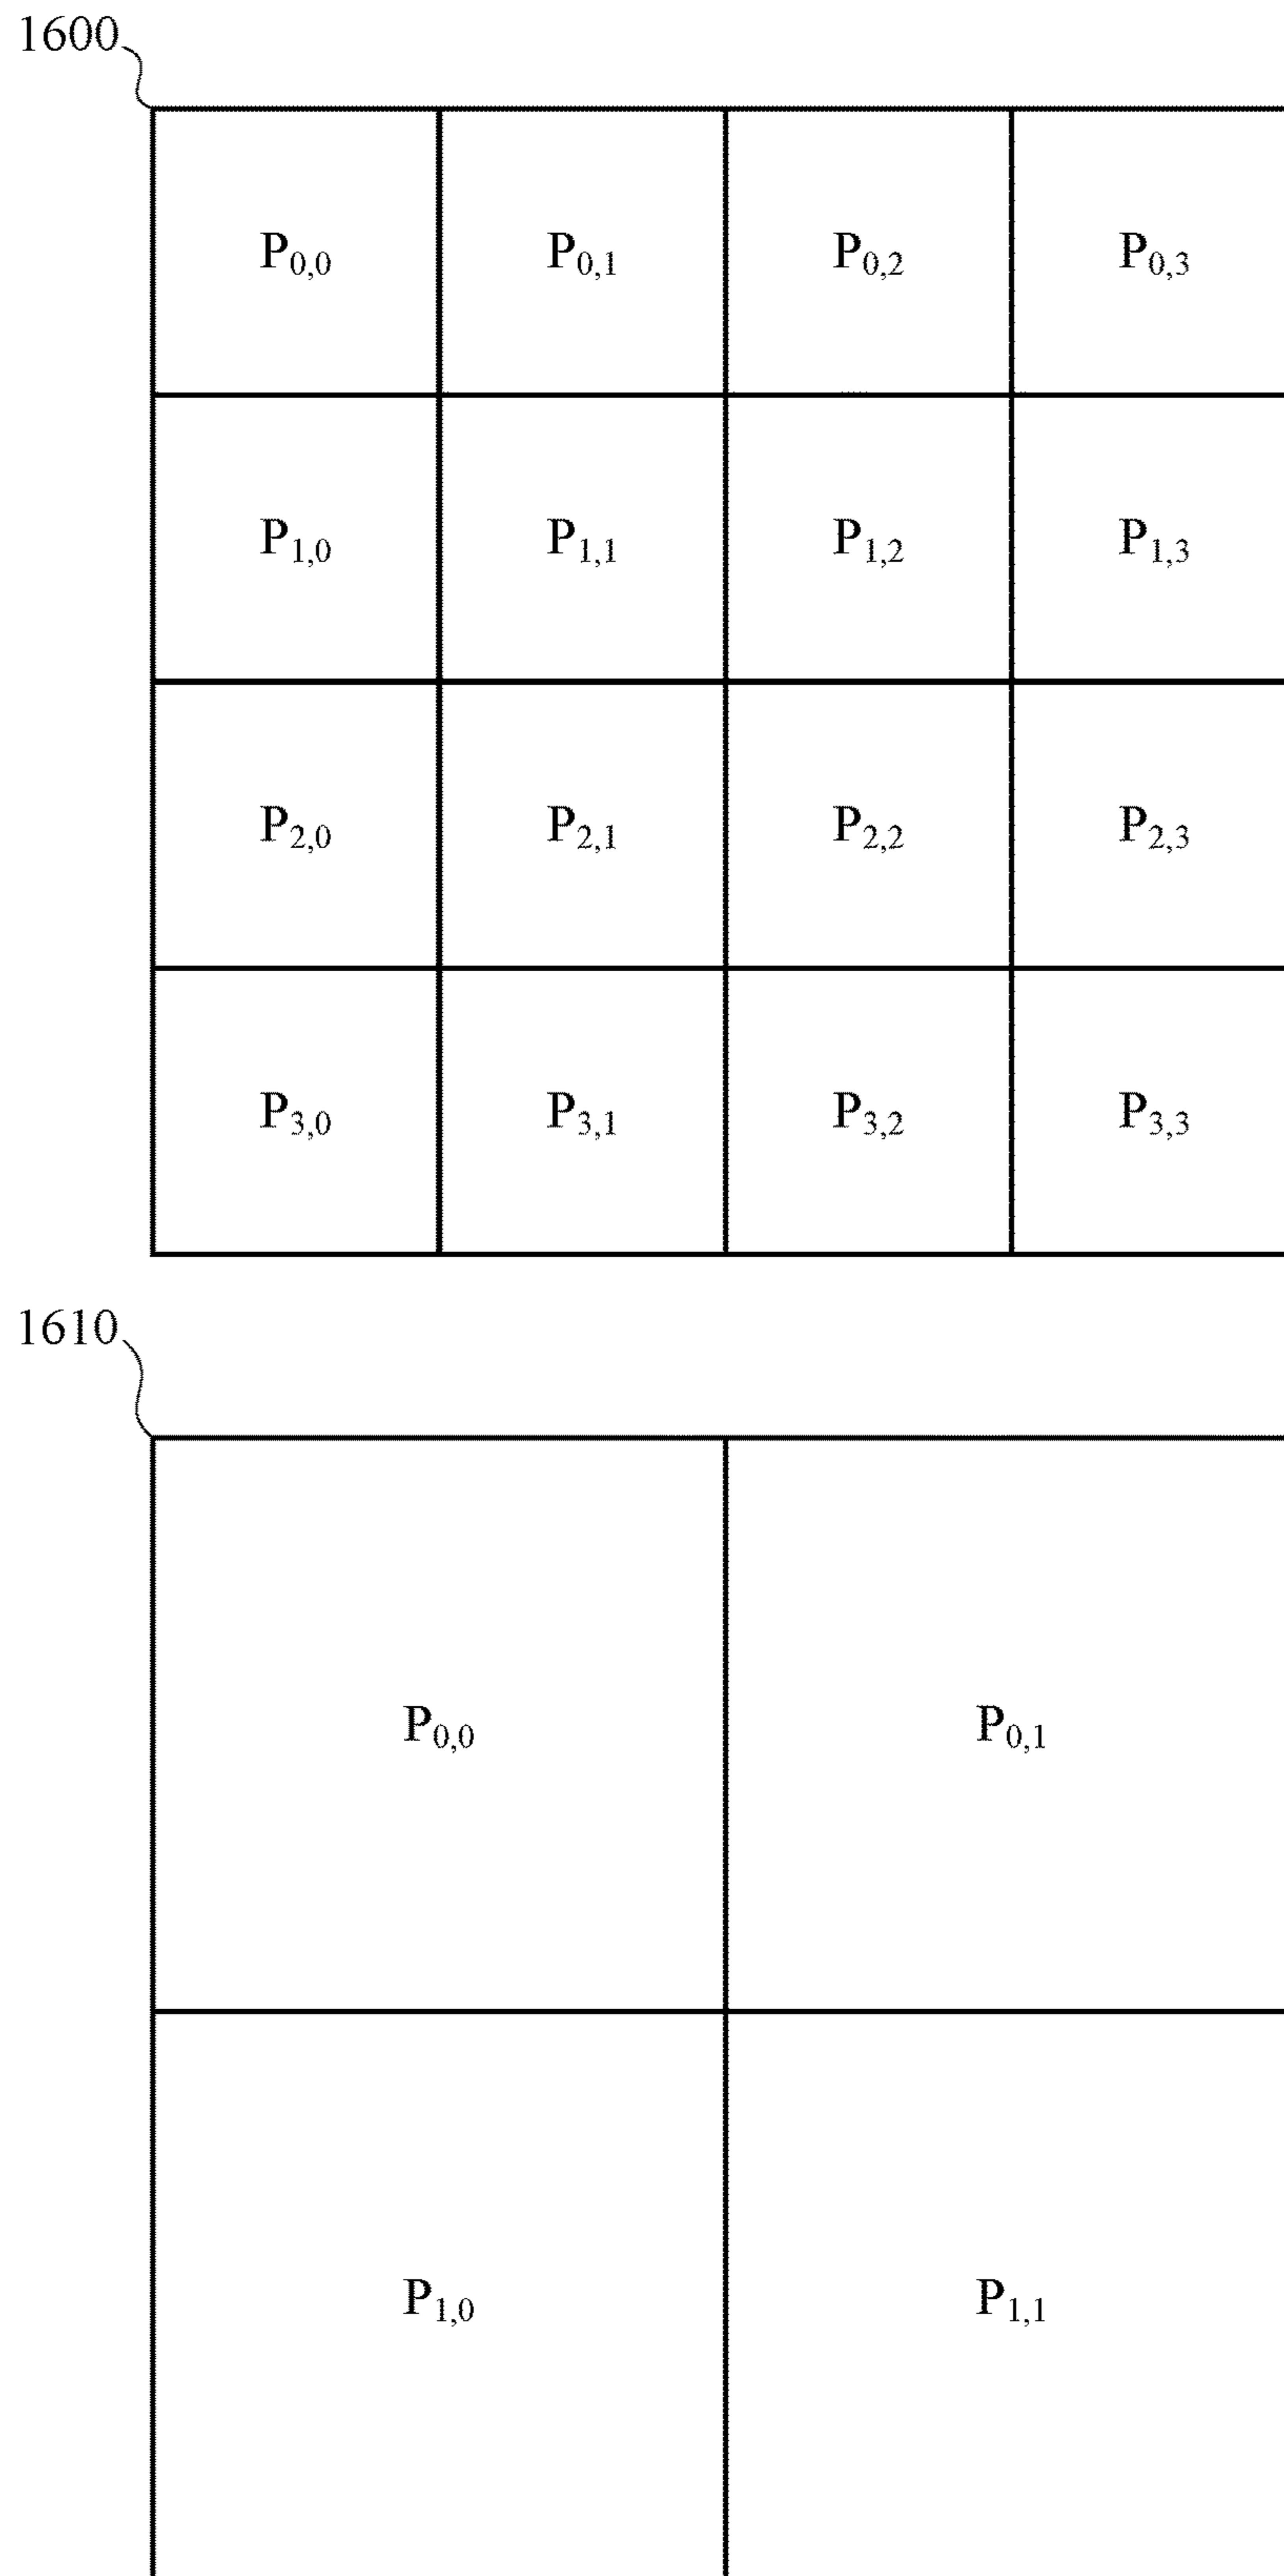 1600
P0,0 P0,1 P0,2 P0,3
P1,0 P1,1 P1,2 P1,3
P2,0 P2,1 P2,2 P2,3
P3,0 P3,1 P3,2 P3,3
1610
P0,0 P0,1
P1,0 P1,1